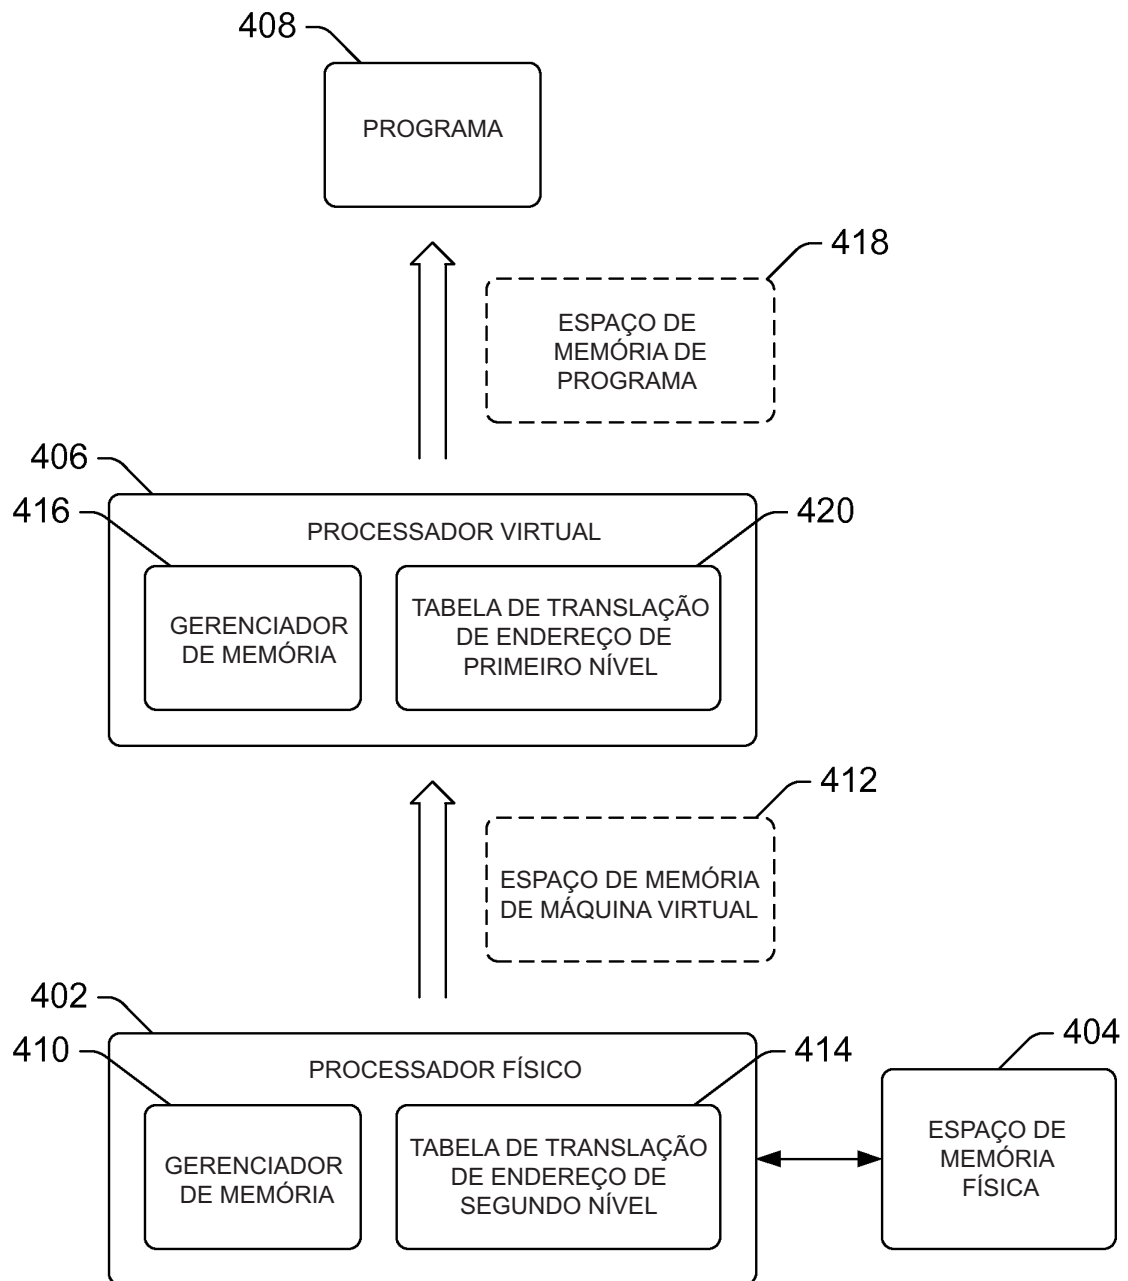 408
PROGRAMA
418
ESPAÇO DE
MEMÓRIA DE
PROGRAMA
406
416
PROCESSADOR VIRTUAL
420
GERENCIADOR
DE MEMÓRIA
TABELA DE TRANSLAÇÃO
DE ENDEREÇO DE
PRIMEIRO NÍVEL
412
ESPAÇO DE MEMÓRIA
DE MÁQUINA VIRTUAL
402
410
PROCESSADOR FÍSICO
414
404
GERENCIADOR
DE MEMÓRIA
TABELA DE TRANSLAÇÃO
DE ENDEREÇO DE
SEGUNDO NÍVEL
ESPAÇO DE
MEMÓRIA
FÍSICA